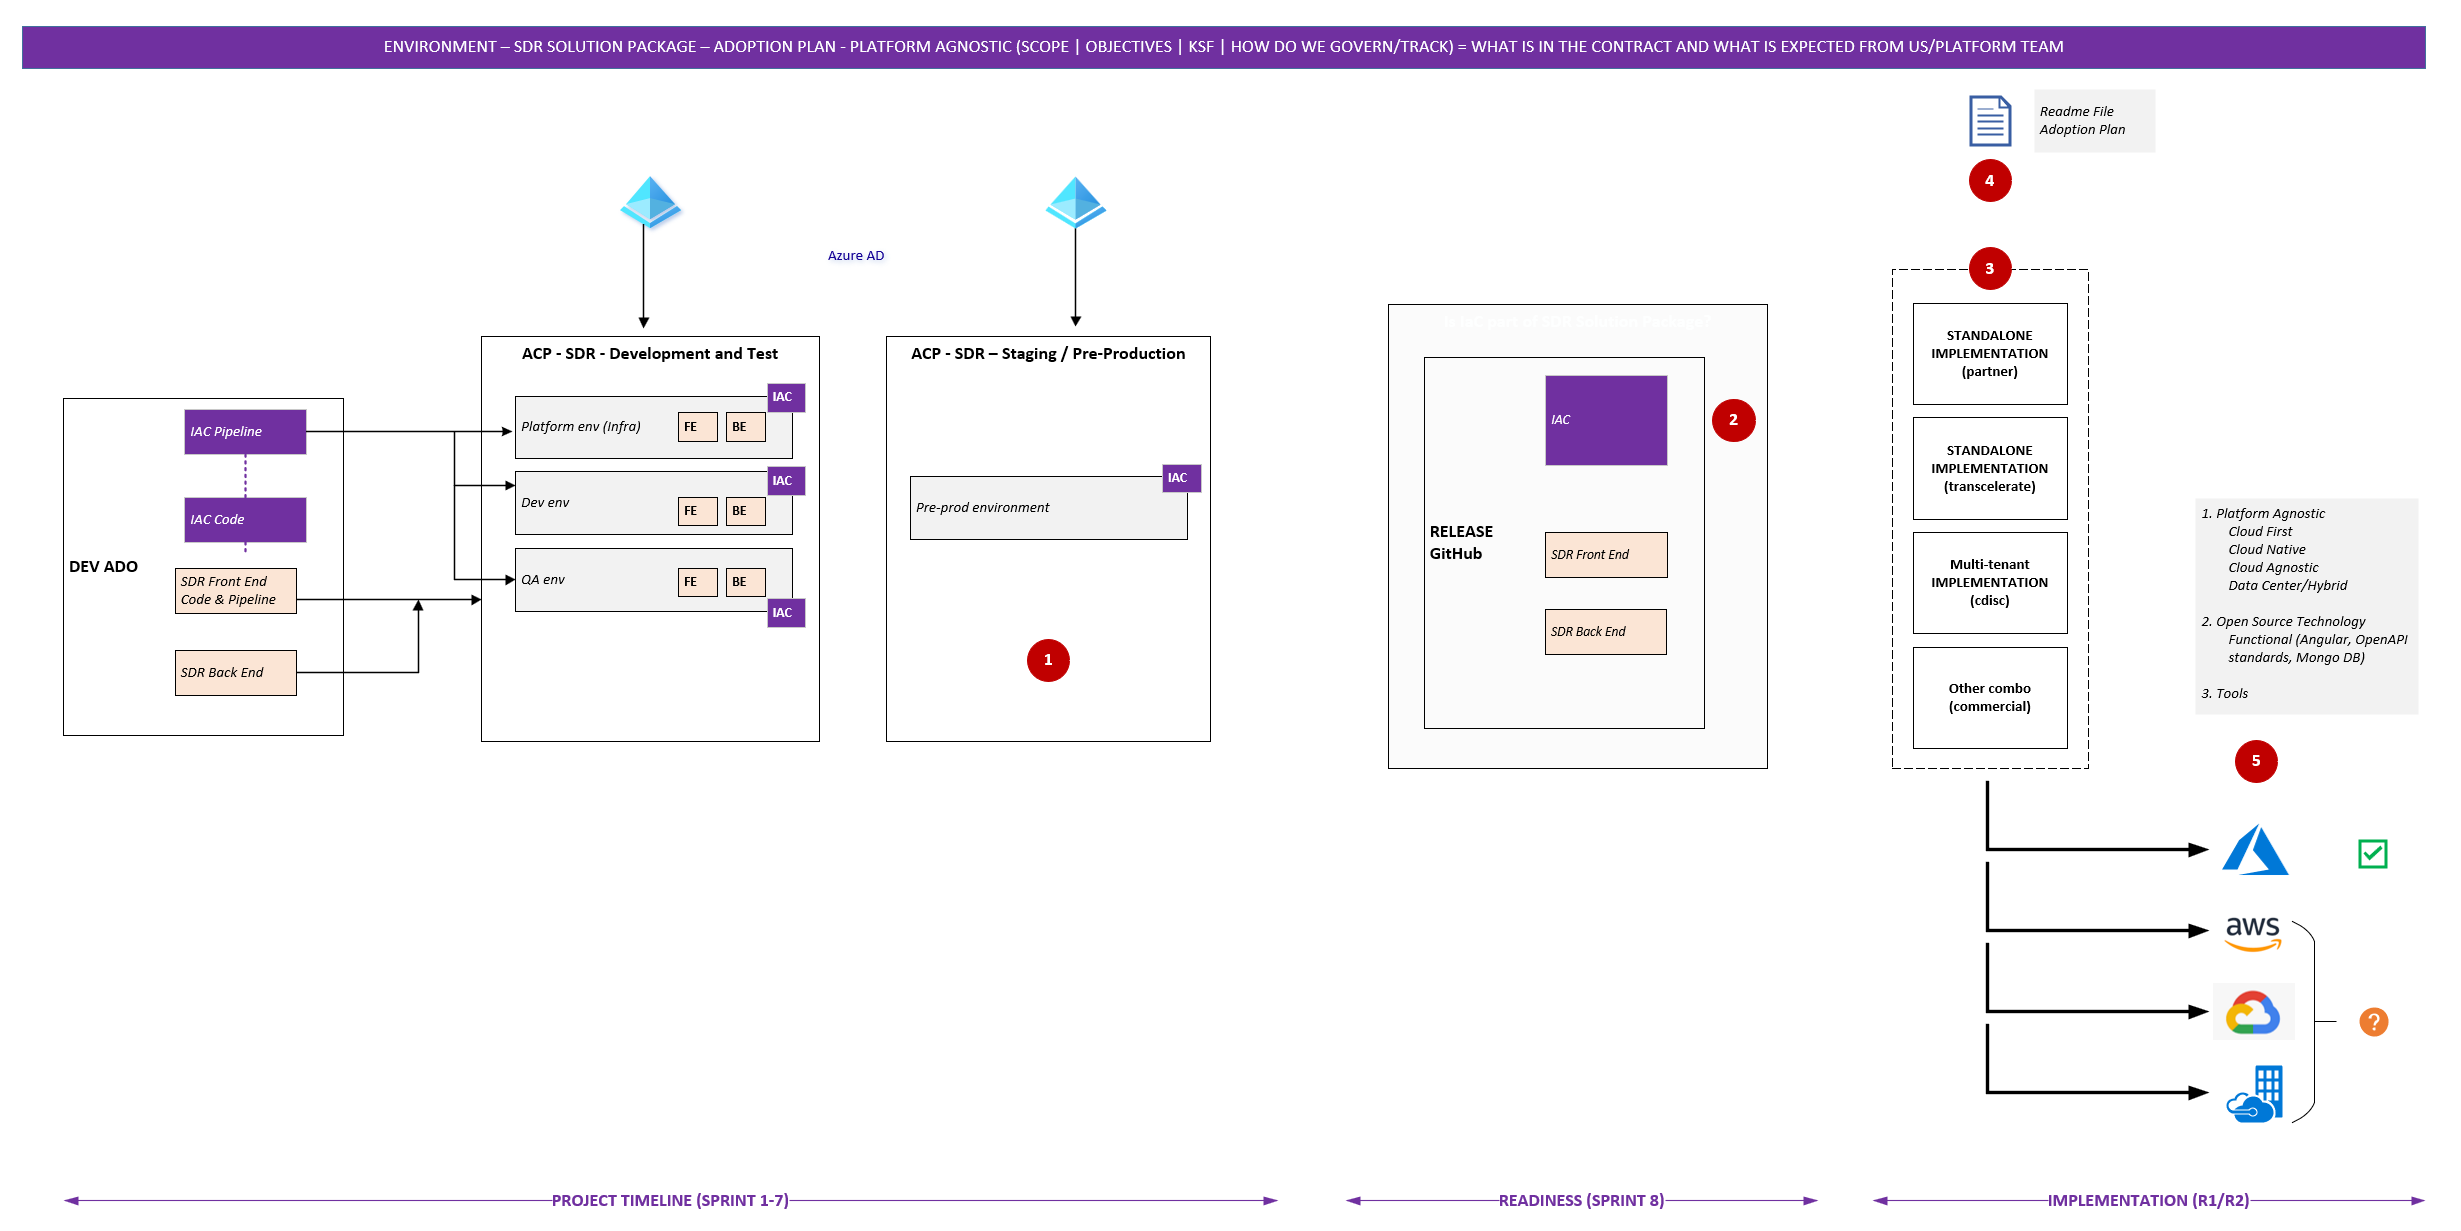 ENVIRONMENT – SDR SOLUTION PACKAGE – ADOPTION PLAN - PLATFORM AGNOSTIC (SCOPE | OBJECTIVES | KSF | HOW DO WE GOVERN/TRACK) = WHAT IS IN THE CONTRACT AND WHAT IS EXPECTED FROM US/PLATFORM TEAM
Readme File
Adoption Plan
4
Azure AD
DEV ADO
IAC Pipeline
IAC Code
SDR Front End
Code & Pipeline
SDR Back End
ACP - SDR - Development and Test
IAC
Platform env (Infra)
FE
BE
IAC
Dev env
FE
BE
QA env
FE
BE
IAC
ACP - SDR – Staging / Pre-Production
IAC
Pre-prod environment
1
Is IaC part of SDR Solution Package?
IAC
2
RELEASE
GitHub
SDR Front End
SDR Back End
3
STANDALONE
IMPLEMENTATION
(partner)
STANDALONE
IMPLEMENTATION
(transcelerate)
Multi-tenant
IMPLEMENTATION
(cdisc)
Other combo
(commercial)
1. Platform Agnostic
Cloud First
Cloud Native
Cloud Agnostic
Data Center/Hybrid
2. Open Source Technology
Functional (Angular, OpenAPI
standards, Mongo DB)
3. Tools
5
aws
?
PROJECT TIMELINE (SPRINT 1-7)
READINESS (SPRINT 8)
IMPLEMENTATION (R1/R2)